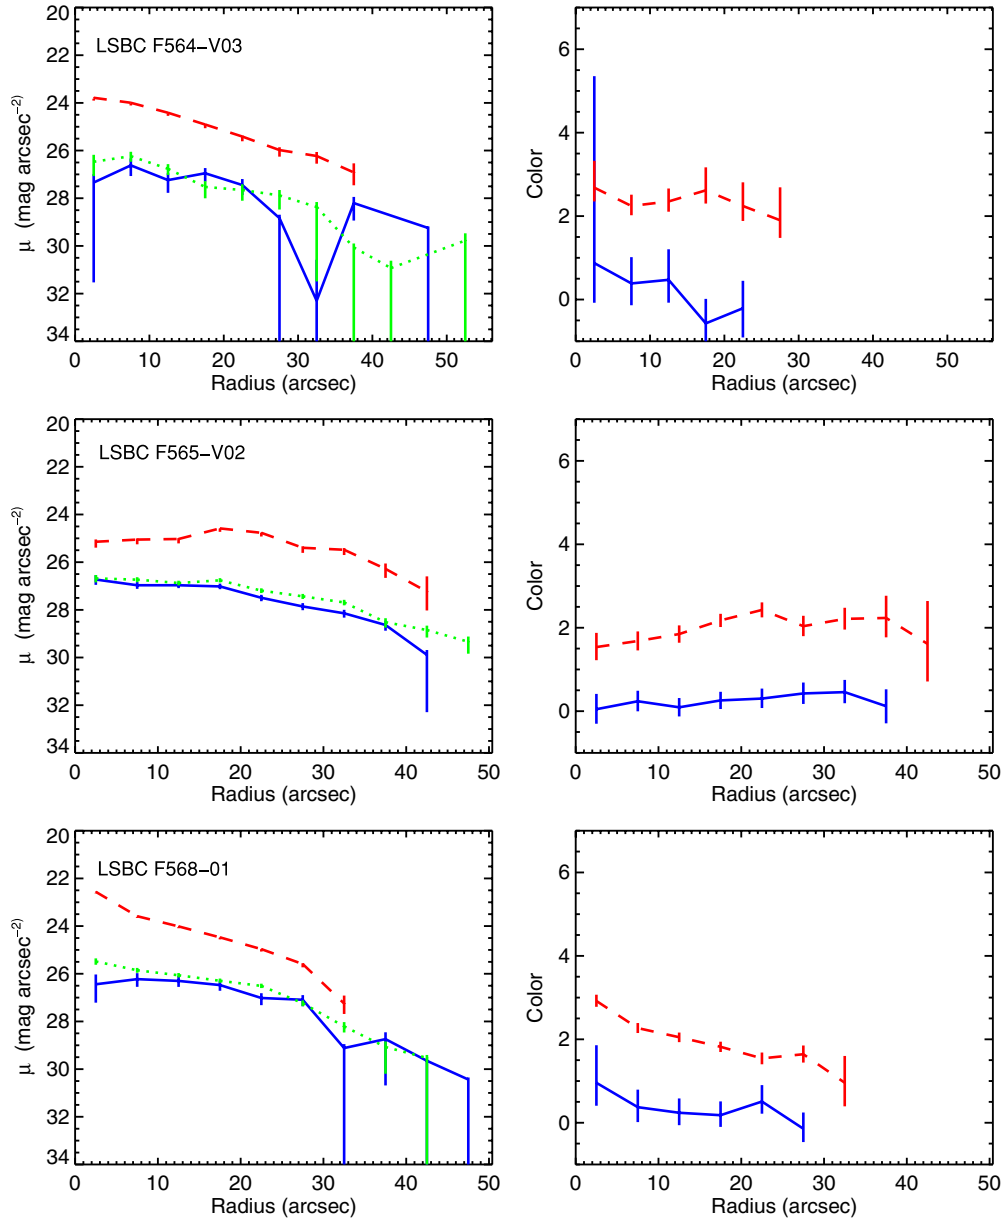 LSBC F564−V03
μ (mag arcsec⁻²)
20
22
24
26
28
30
32
34
0 10 20 30 40 50
Radius (arcsec)
Color
6
4
2
0
0 10 20 30 40 50
Radius (arcsec)
LSBC F565−V02
μ (mag arcsec⁻²)
20
22
24
26
28
30
32
34
0 10 20 30 40 50
Radius (arcsec)
Color
6
4
2
0
0 10 20 30 40 50
Radius (arcsec)
LSBC F568−01
μ (mag arcsec⁻²)
20
22
24
26
28
30
32
34
0 10 20 30 40 50
Radius (arcsec)
Color
6
4
2
0
0 10 20 30 40 50
Radius (arcsec)